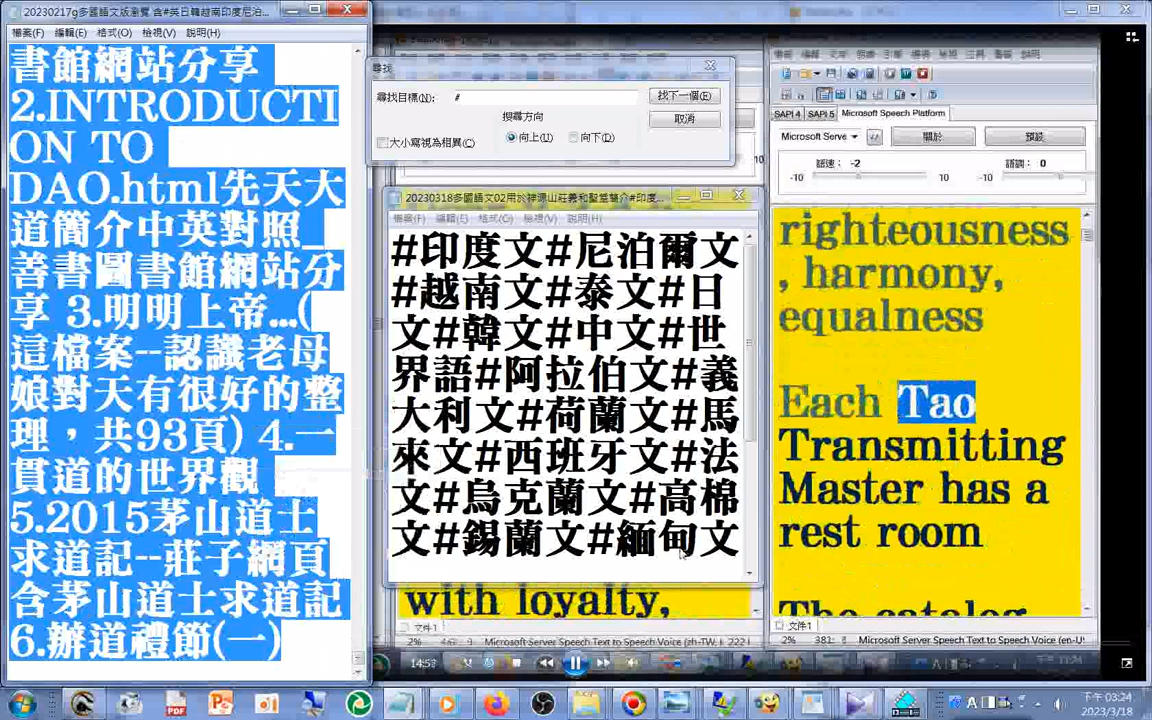 20230217g多國語文版瀏覽 含#英日韓越南印度尼泊...
檔案(F) 編輯(E) 格式(O) 檢視(V) 說明(H)
書館網站分享
2.INTRODUCTI
ON TO
DAO.html先天大
道簡介中英對照_
善書圖書館網站分
享 3.明明上帝...(
這檔案--認識老母
娘對天有很好的整
理，共93頁) 4.一
貫道的世界觀
5.2015茅山道士_
求道記--莊子網頁
含茅山道士求道記
6.辦道禮節(一)
尋找
尋找目標(N):
#
找下一個(F)
搜尋方向
取消
大小寫視為相異(C)
向上(U)
向下(D)
20230318多國語文02用於祥源山莊義和聖堂簡介#印度...
檔案(F) 編輯(E) 格式(O) 檢視(V) 說明(H)
#印度文#尼泊爾文
#越南文#泰文#日
文#韓文#中文#世
界語#阿拉伯文#義
大利文#荷蘭文#馬
來文#西班牙文#法
文#烏克蘭文#高棉
文#錫蘭文#緬甸文
with loyalty,
文件1
2%
Microsoft Server Speech Text to Speech Voice (zh-TW,
SAPI 4 SAPI 5 Microsoft Speech Platform
Microsoft Serve
關於
預設
語速: -2
語調: 0
-10 10 -10
righteousness
, harmony,
equalness
Each Tao
Transmitting
Master has a
rest room
The catalog
文件1
2%
381:
Microsoft Server Speech Text to Speech Voice (en-U
14:53
下午 03:24
2023/3/18